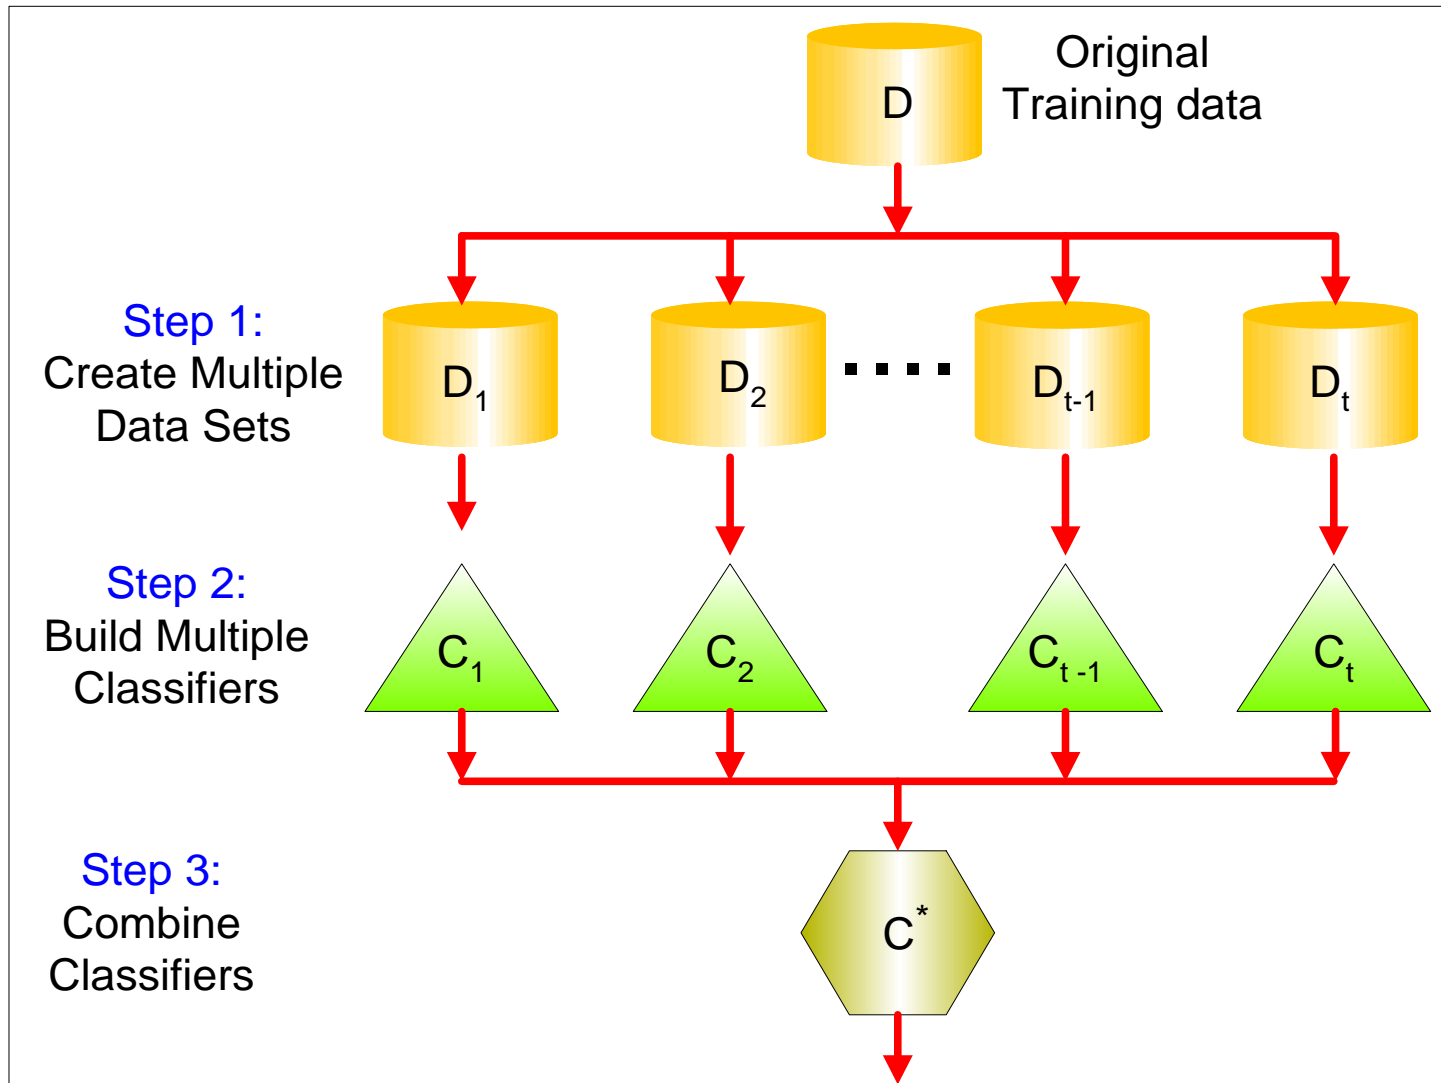 D
Original
Training data
Step 1:
Create Multiple
Data Sets
D1
D2
....
Dt-1
Dt
Step 2:
Build Multiple
Classifiers
C1
C2
Ct -1
Ct
Step 3:
Combine
Classifiers
C*